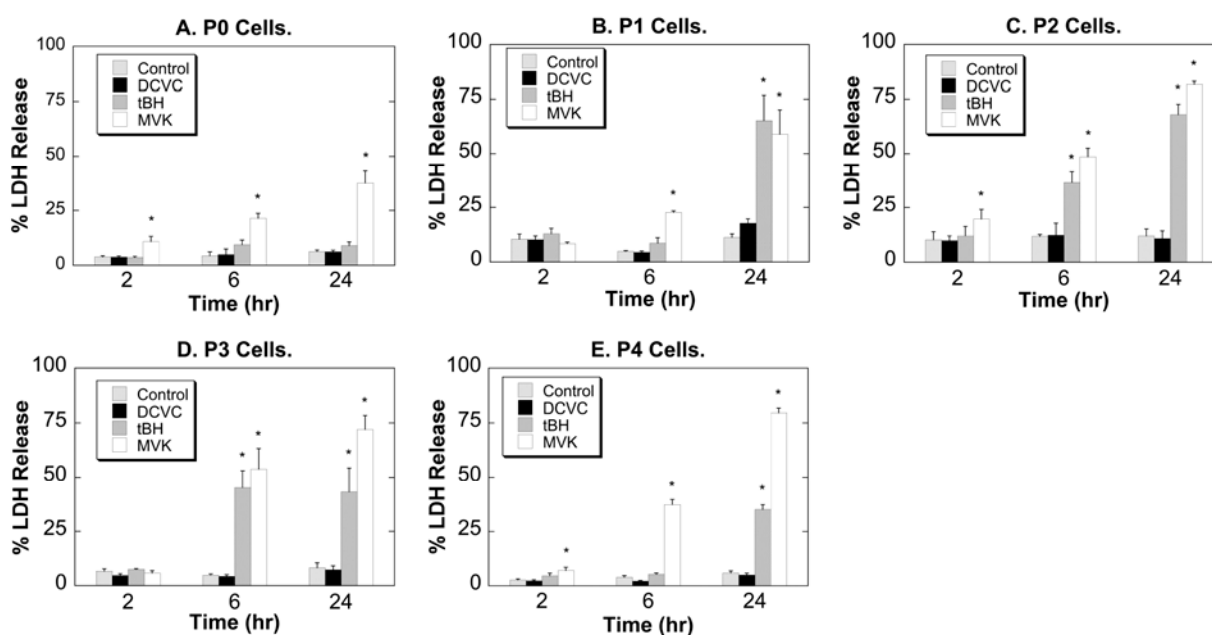 A. P0 Cells.
100
75
50
25
0
% LDH Release
Control
DCVC
tBH
MVK
*
*
*
2 6 24
Time (hr)
B. P1 Cells.
100
75
50
25
0
% LDH Release
Control
DCVC
tBH
MVK
*
* *
2 6 24
Time (hr)
C. P2 Cells.
100
75
50
25
0
% LDH Release
Control
DCVC
tBH
MVK
*
* *
* *
2 6 24
Time (hr)
D. P3 Cells.
100
75
50
25
0
% LDH Release
Control
DCVC
tBH
MVK
* *
* *
2 6 24
Time (hr)
E. P4 Cells.
100
75
50
25
0
% LDH Release
Control
DCVC
tBH
MVK
*
*
* *
2 6 24
Time (hr)